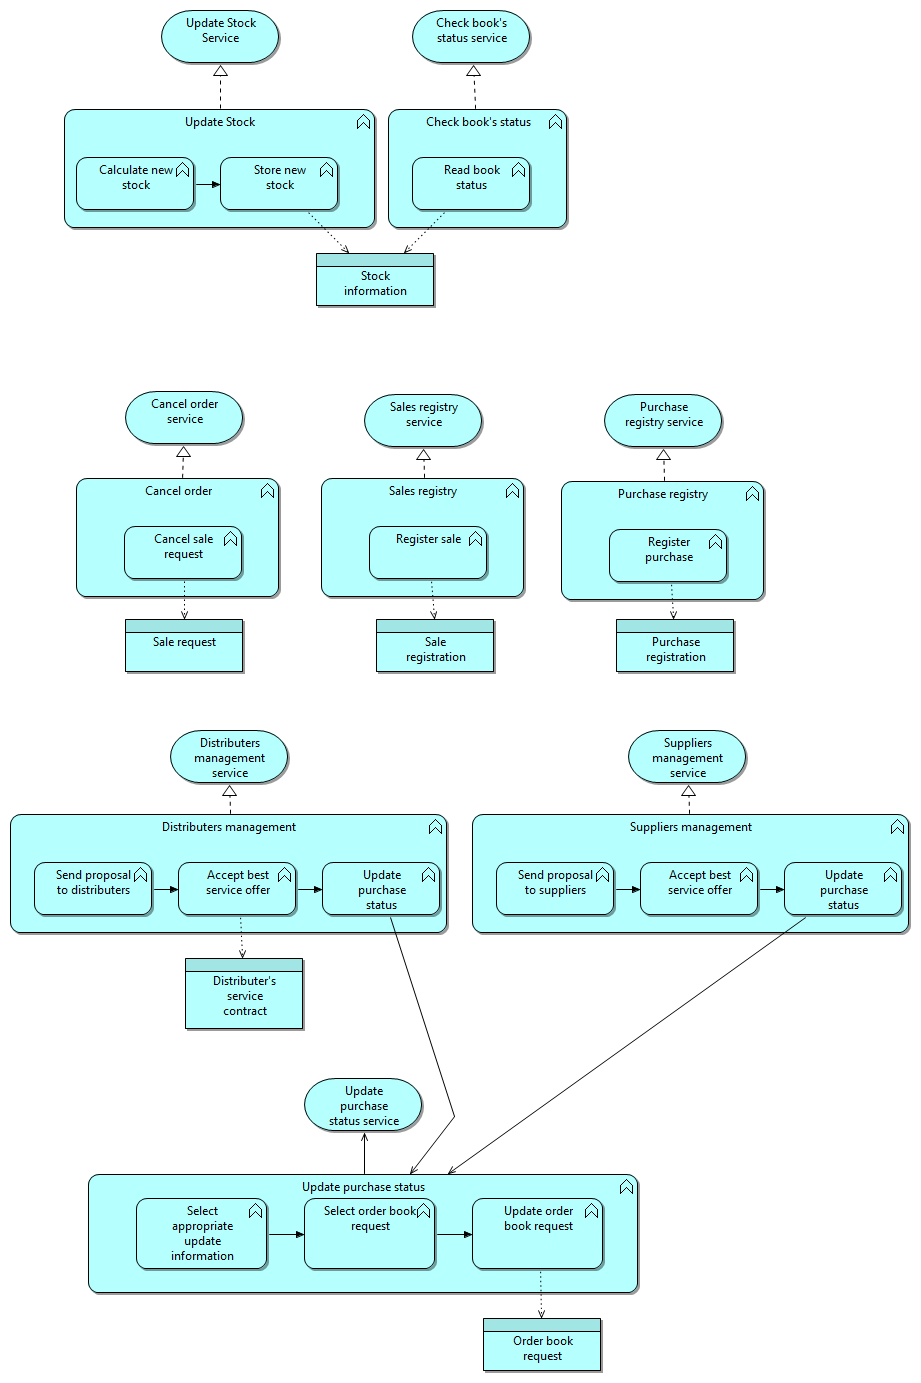 Update Stock
Service
Check book's
status service
Update Stock
Check book's status
Calculate new
stock
Store new
stock
Read book
status
Stock
information
Cancel order
service
Sales registry
service
Purchase
registry service
Cancel order
Sales registry
Purchase registry
Cancel sale
request
Register sale
Register
purchase
Sale request
Sale
registration
Purchase
registration
Distributers
management
service
Suppliers
management
service
Distributers management
Suppliers management
Send proposal
to distributers
Accept best
service offer
Update
purchase
status
Send proposal
to suppliers
Accept best
service offer
Update
purchase
status
Distributer's
service
contract
Update
purchase
status service
Update purchase status
Select
appropriate
update
information
Select order book
request
Update order
book request
Order book
request